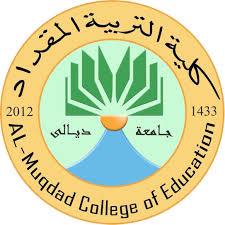 كلية التربية المقداد
2012
1433
جامعة ديالى
AL-Muqdad College of Education